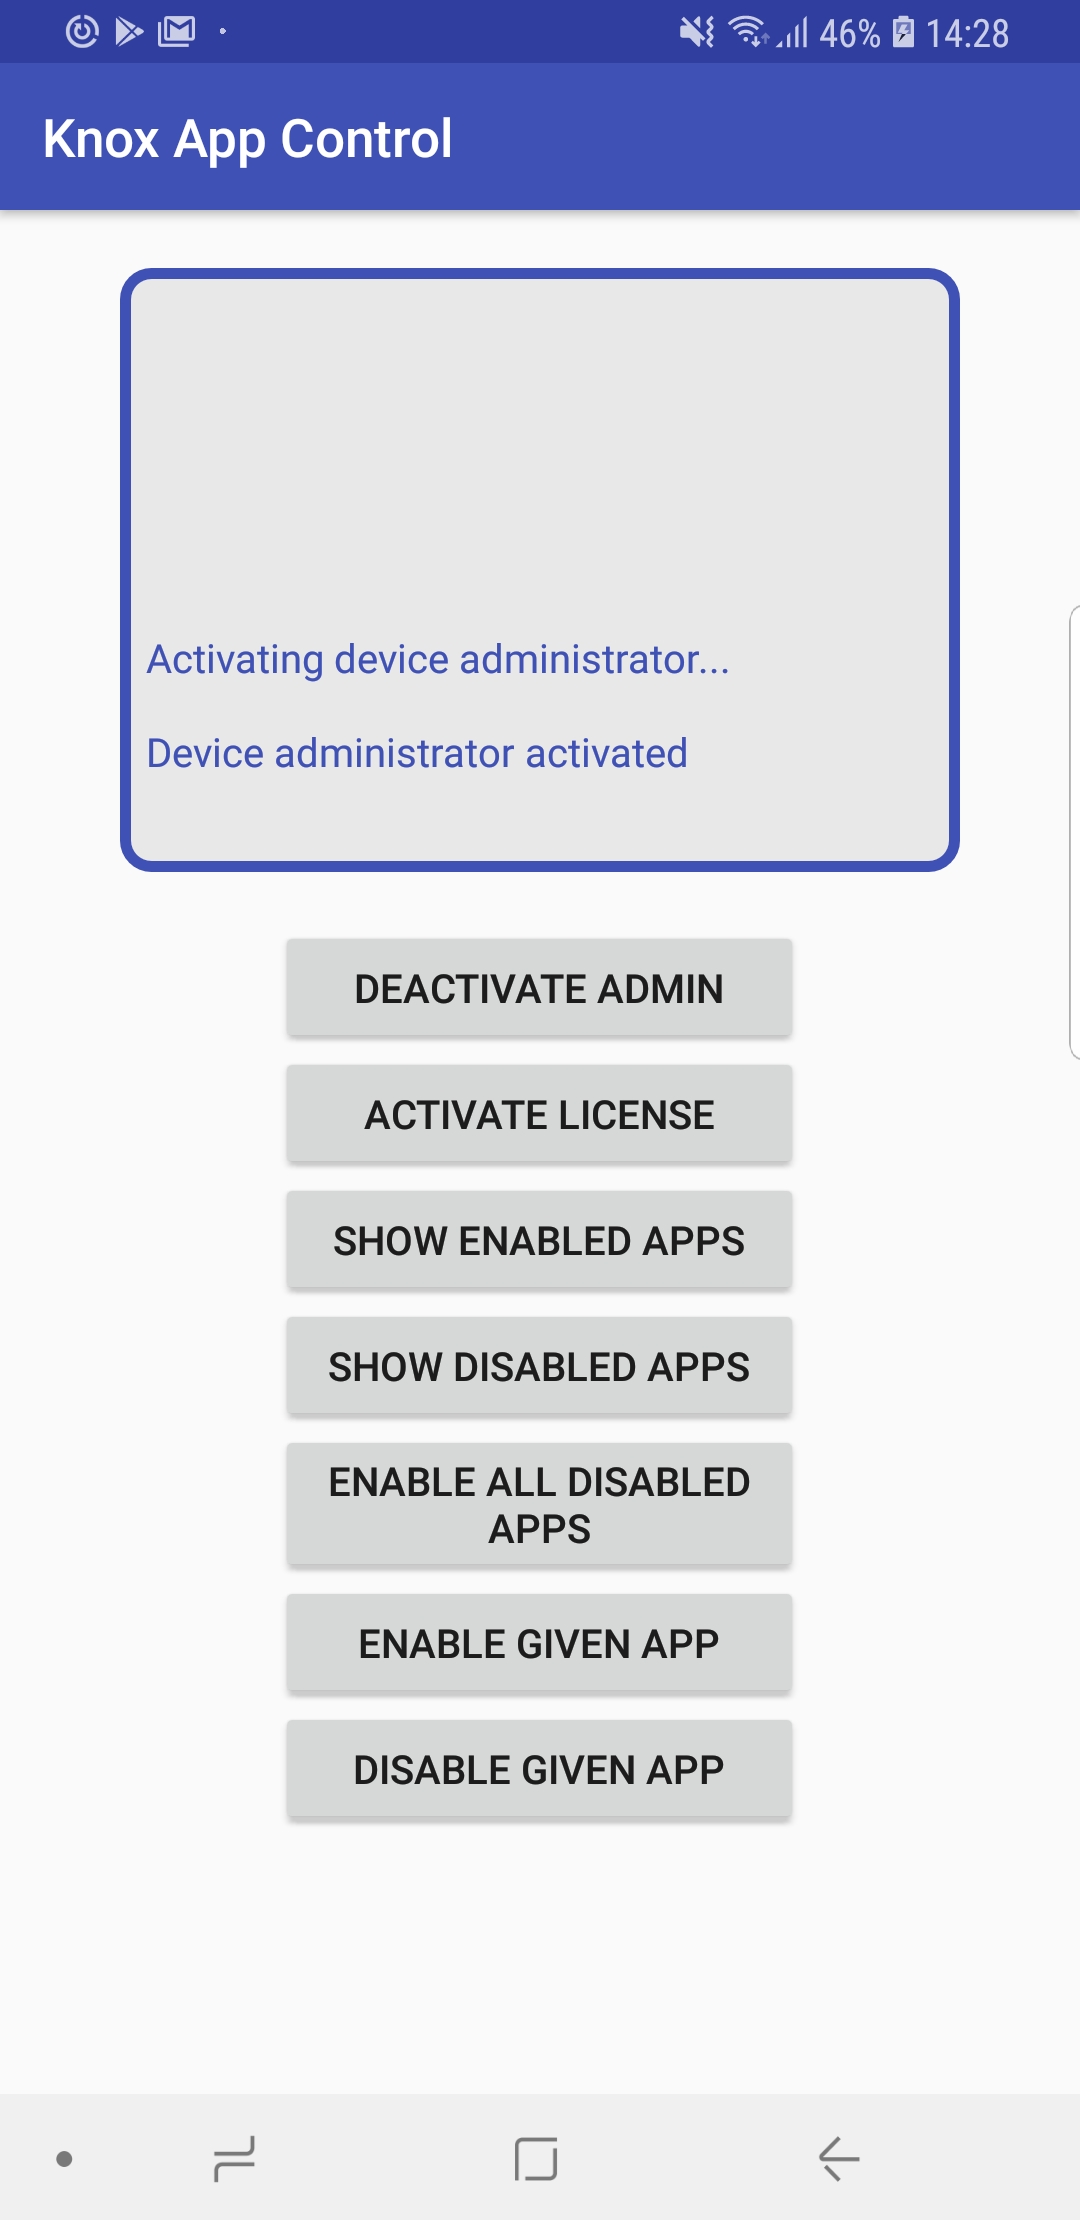 46% 14:28
Knox App Control
Activating device administrator...
Device administrator activated
DEACTIVATE ADMIN
ACTIVATE LICENSE
SHOW ENABLED APPS
SHOW DISABLED APPS
ENABLE ALL DISABLED
APPS
ENABLE GIVEN APP
DISABLE GIVEN APP